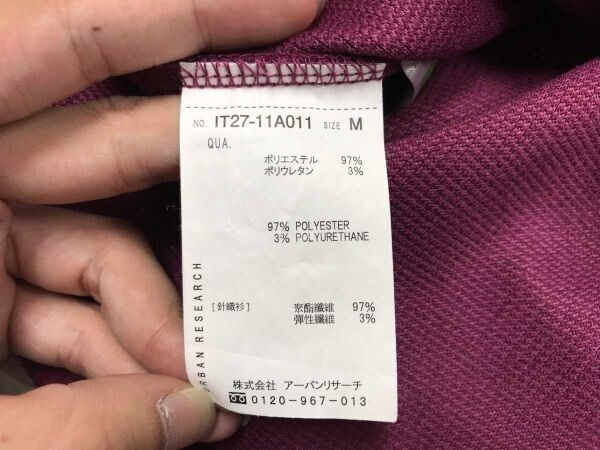 NO. IT27-11A011 SIZE M
QUA.
ポリエステル 97%
ポリウレタン 3%
97% POLYESTER
3% POLYURETHANE
[針織衫] 聚酯纖維 97%
彈性纖維 3%
URBAN RESEARCH
株式会社 アーバンリサーチ
0120-967-013